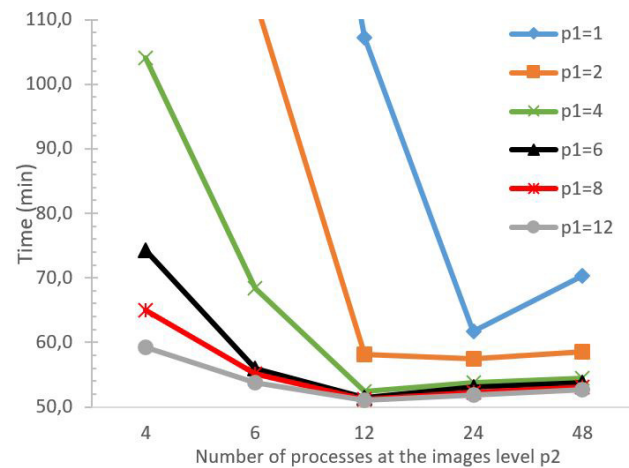 110,0
100,0
90,0
80,0
70,0
60,0
50,0
Time (min)
4 6 12 24 48
Number of processes at the images level p2
p1=1
p1=2
p1=4
p1=6
p1=8
p1=12